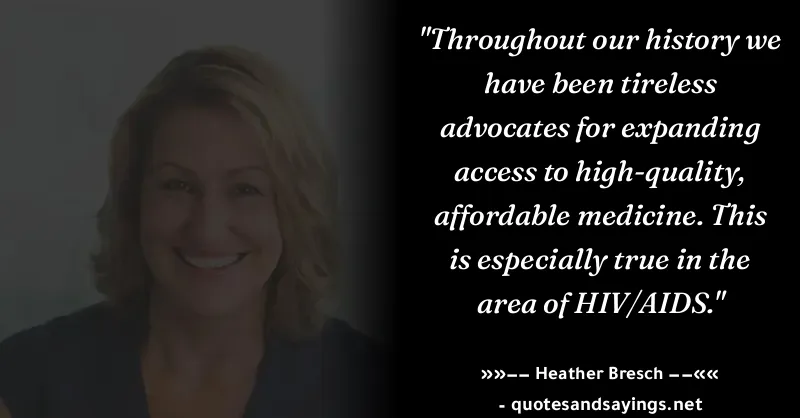 "Throughout our history we
have been tireless
advocates for expanding
access to high-quality,
affordable medicine. This
is especially true in the
area of HIV/AIDS."
»»−− Heather Bresch −−««
- quotesandsayings.net